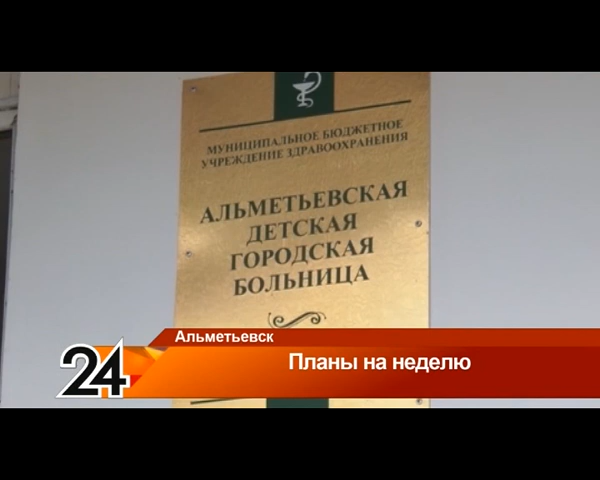 МУНИЦИПАЛЬНОЕ БЮДЖЕТНОЕ
УЧРЕЖДЕНИЕ ЗДРАВООХРАНЕНИЯ
АЛЬМЕТЬЕВСКАЯ
ДЕТСКАЯ
ГОРОДСКАЯ
БОЛЬНИЦА
Альметьевск
24
Планы на неделю